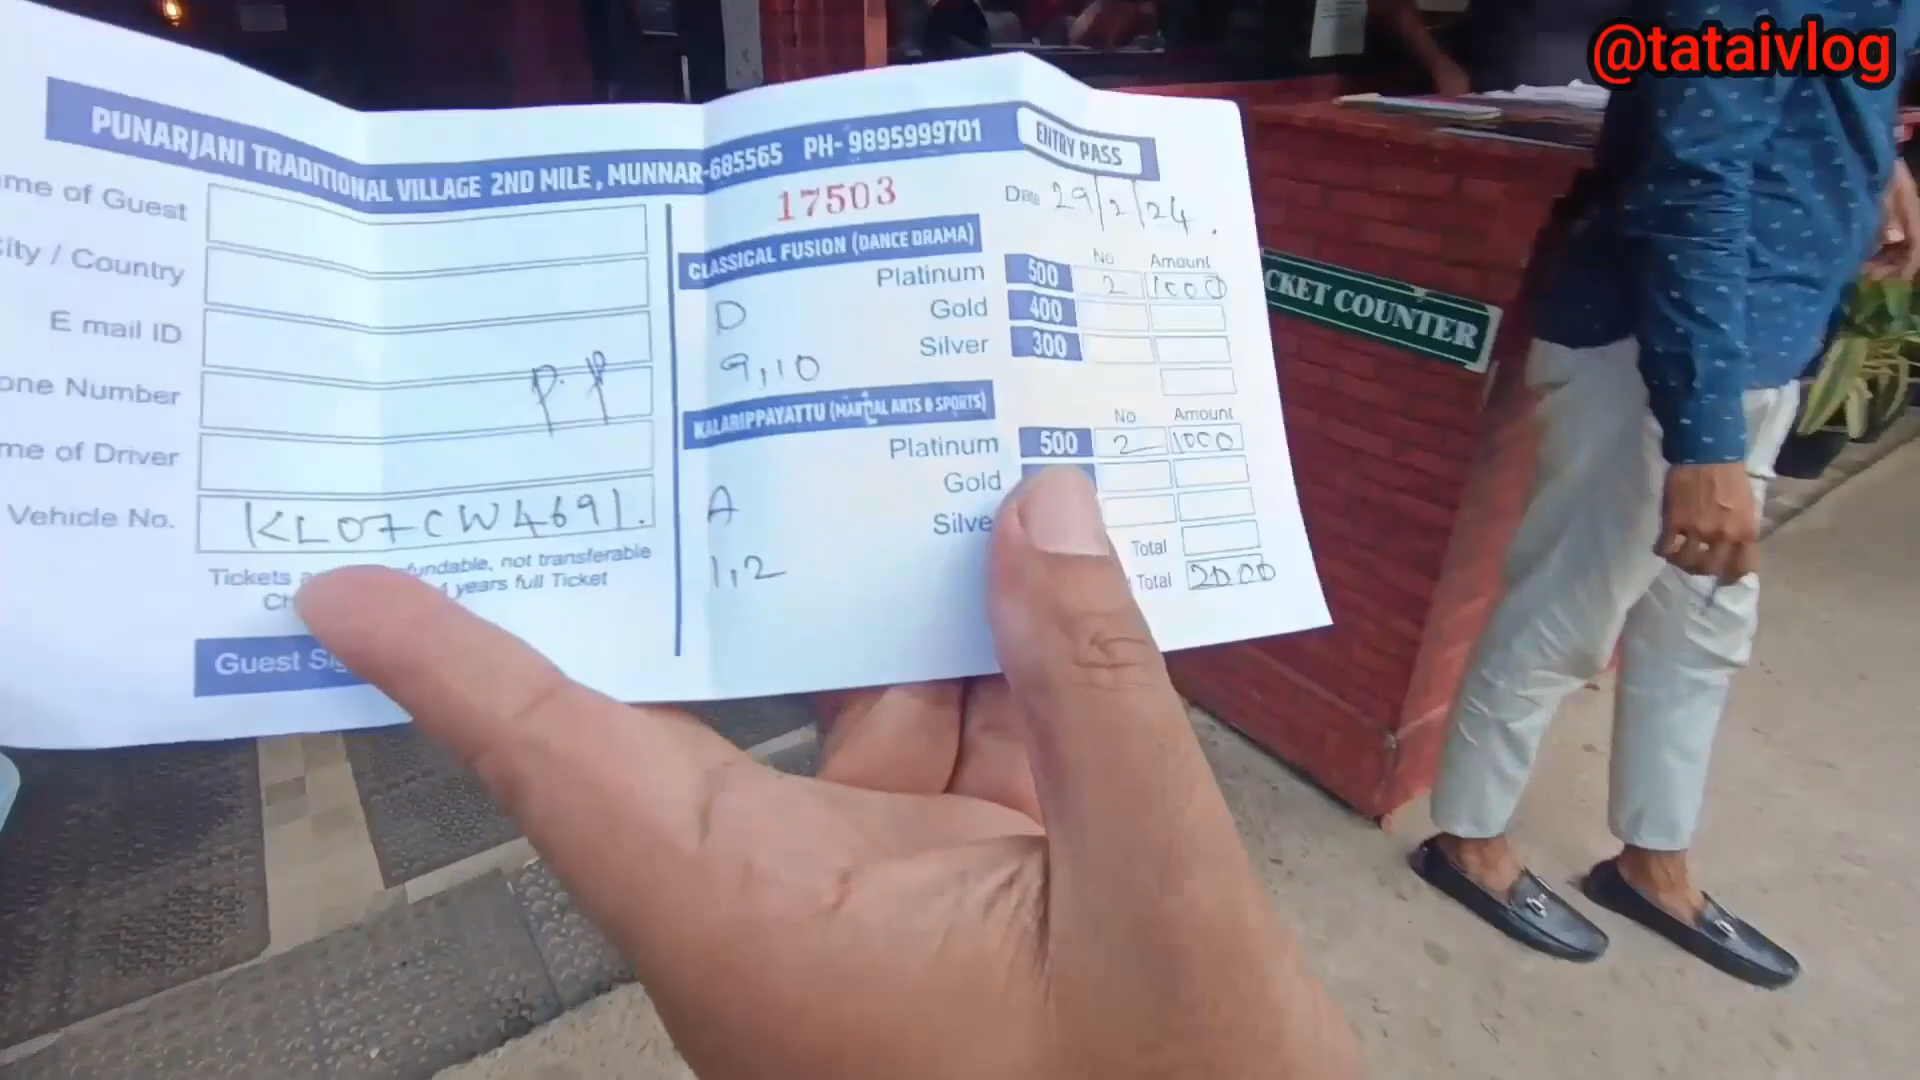 @tataivlog
PUNARJANI TRADITIONAL VILLAGE 2ND MILE, MUNNAR-685565 PH- 9895999701
ENTRY PASS
me of Guest
ity / Country
E mail ID
one Number
P. P
me of Driver
Vehicle No. KL07CW4691.
Tickets fundable, not transferable
years full Ticket
Guest
17503
Date 29/2/24.
CLASSICAL FUSION (DANCE DRAMA)
No Amount
Platinum 500 2 1000
Gold 400
Silver 300
D
9,10
KALARIPPAYATTU (MARTIAL ARTS & SPORTS)
No Amount
Platinum 500 2 1000
Gold
Silve
A
1,2
Total
Total 2000
CKET COUNTER